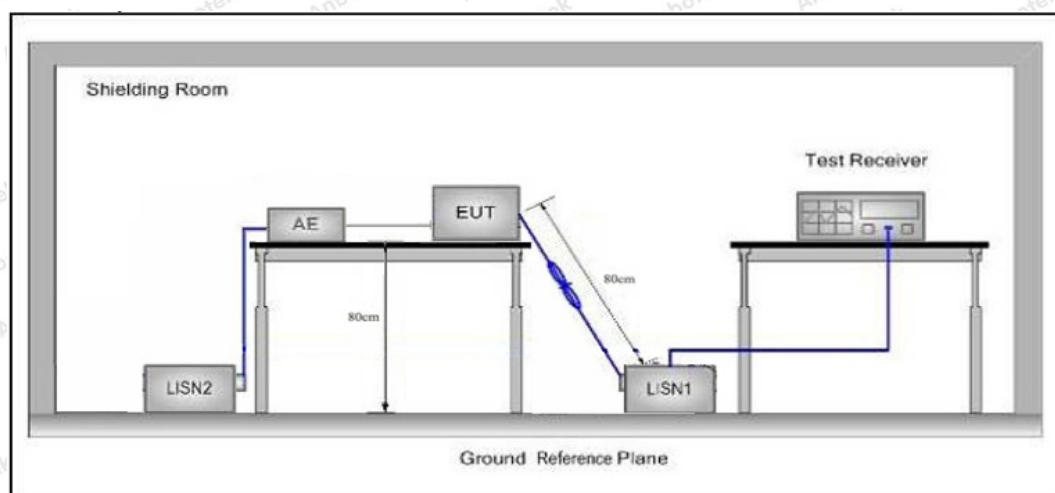 Shielding Room
Test Receiver
AE
EUT
80cm
80cm
LISN2
LISN1
Ground Reference Plane